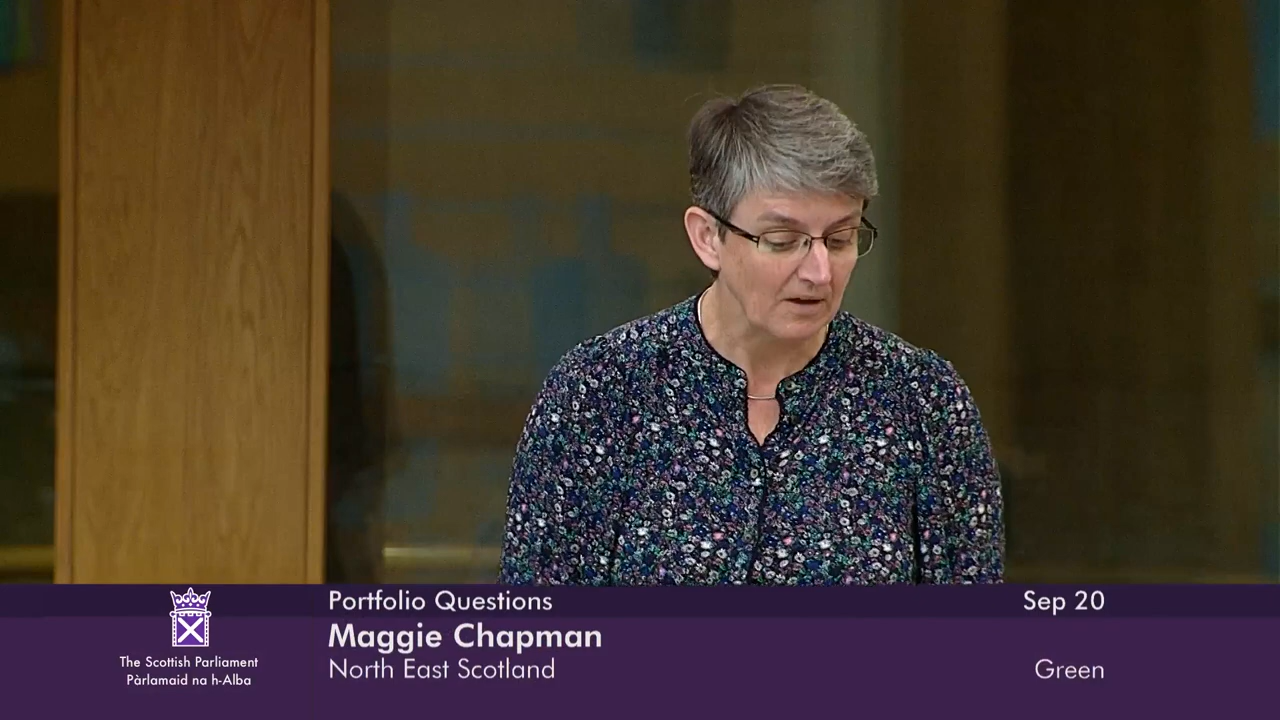 Portfolio Questions
Sep 20
Maggie Chapman
North East Scotland
Green
The Scottish Parliament
Pàrlamaid na h-Alba